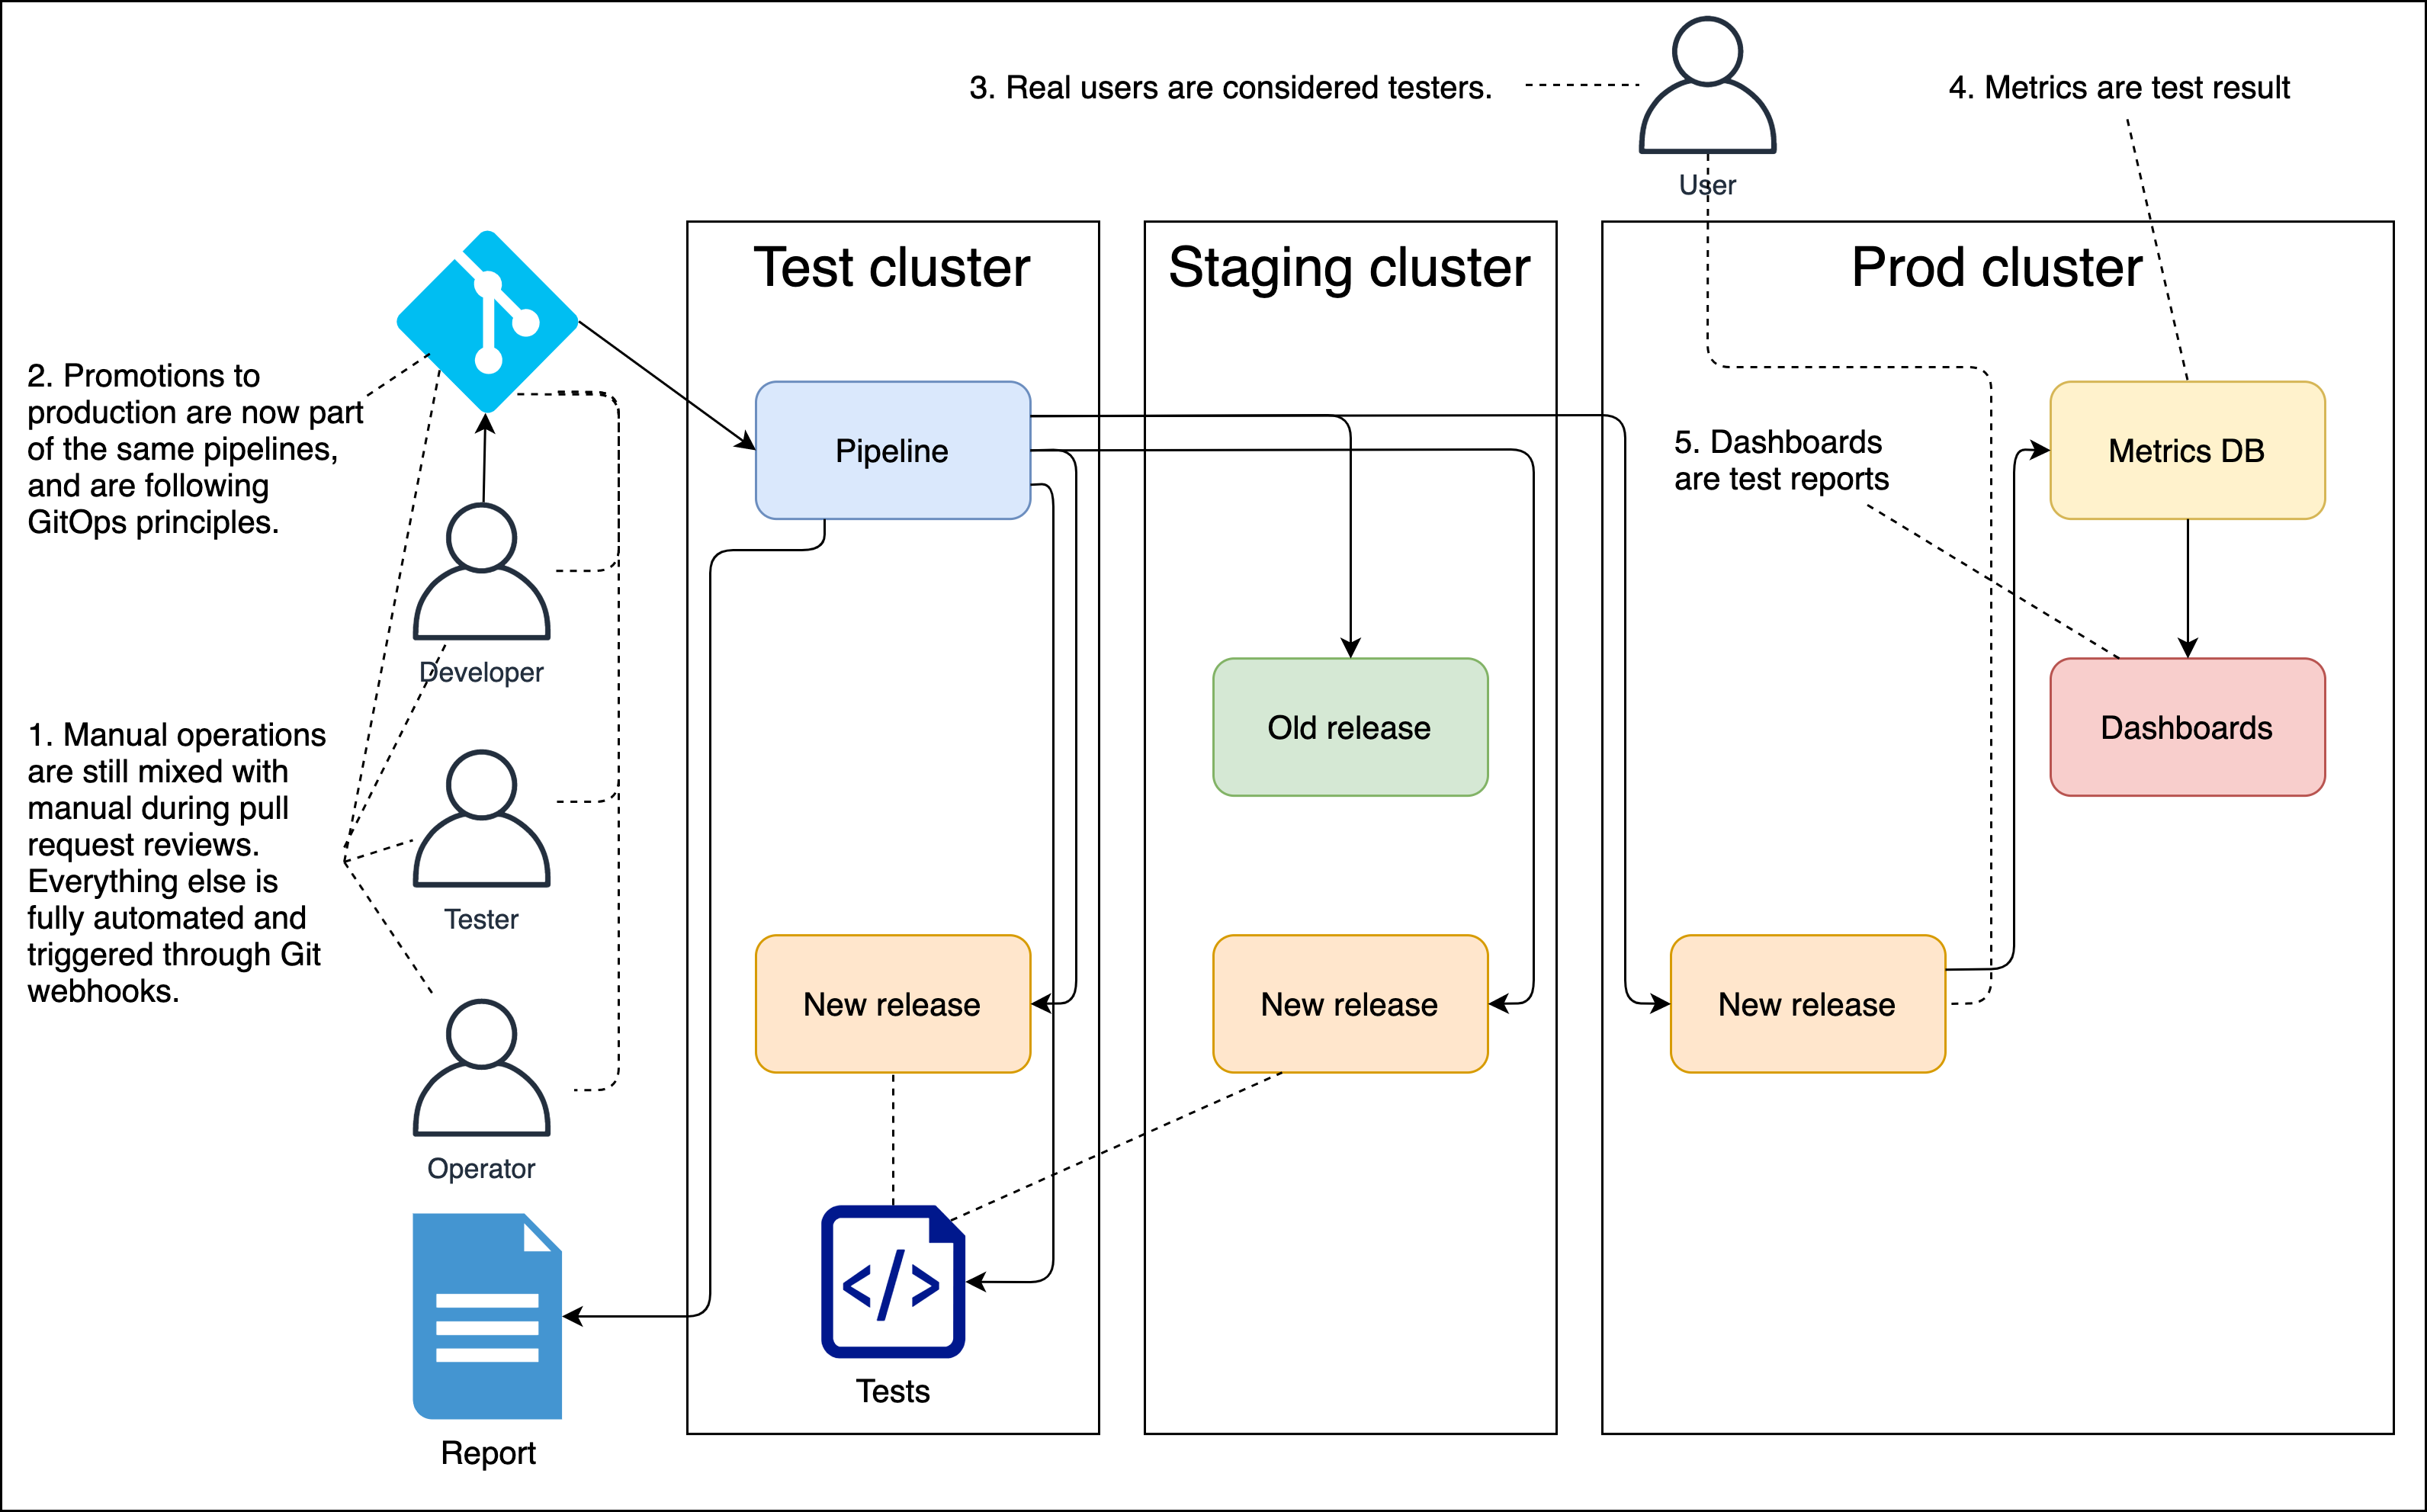 3. Real users are considered testers.
4. Metrics are test result
User
Test cluster
Staging cluster
Prod cluster
2. Promotions to
production are now part
of the same pipelines,
and are following
GitOps principles.
Pipeline
5. Dashboards
are test reports
Metrics DB
Developer
1. Manual operations
are still mixed with
manual during pull
request reviews.
Everything else is
fully automated and
triggered through Git
webhooks.
Old release
Dashboards
Tester
New release
New release
New release
Operator
</>
Tests
Report